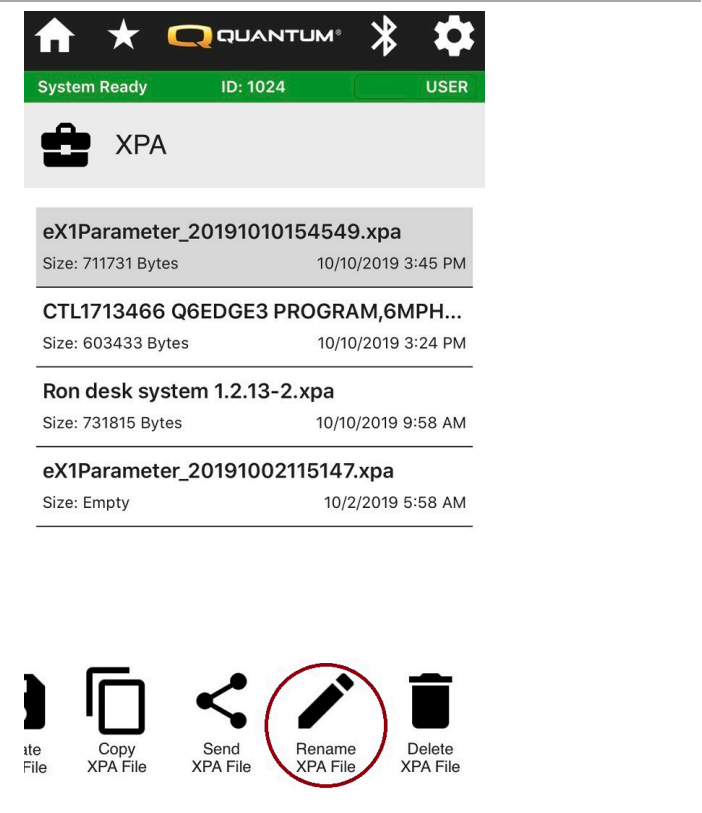 QUANTUM®
System Ready ID: 1024 USER
XPA
eX1Parameter_20191010154549.xpa
Size: 711731 Bytes 10/10/2019 3:45 PM
CTL1713466 Q6EDGE3 PROGRAM,6MPH...
Size: 603433 Bytes 10/10/2019 3:24 PM
Ron desk system 1.2.13-2.xpa
Size: 731815 Bytes 10/10/2019 9:58 AM
eX1Parameter_20191002115147.xpa
Size: Empty 10/2/2019 5:58 AM
ate Copy Send Rename Delete
File XPA File XPA File XPA File XPA File